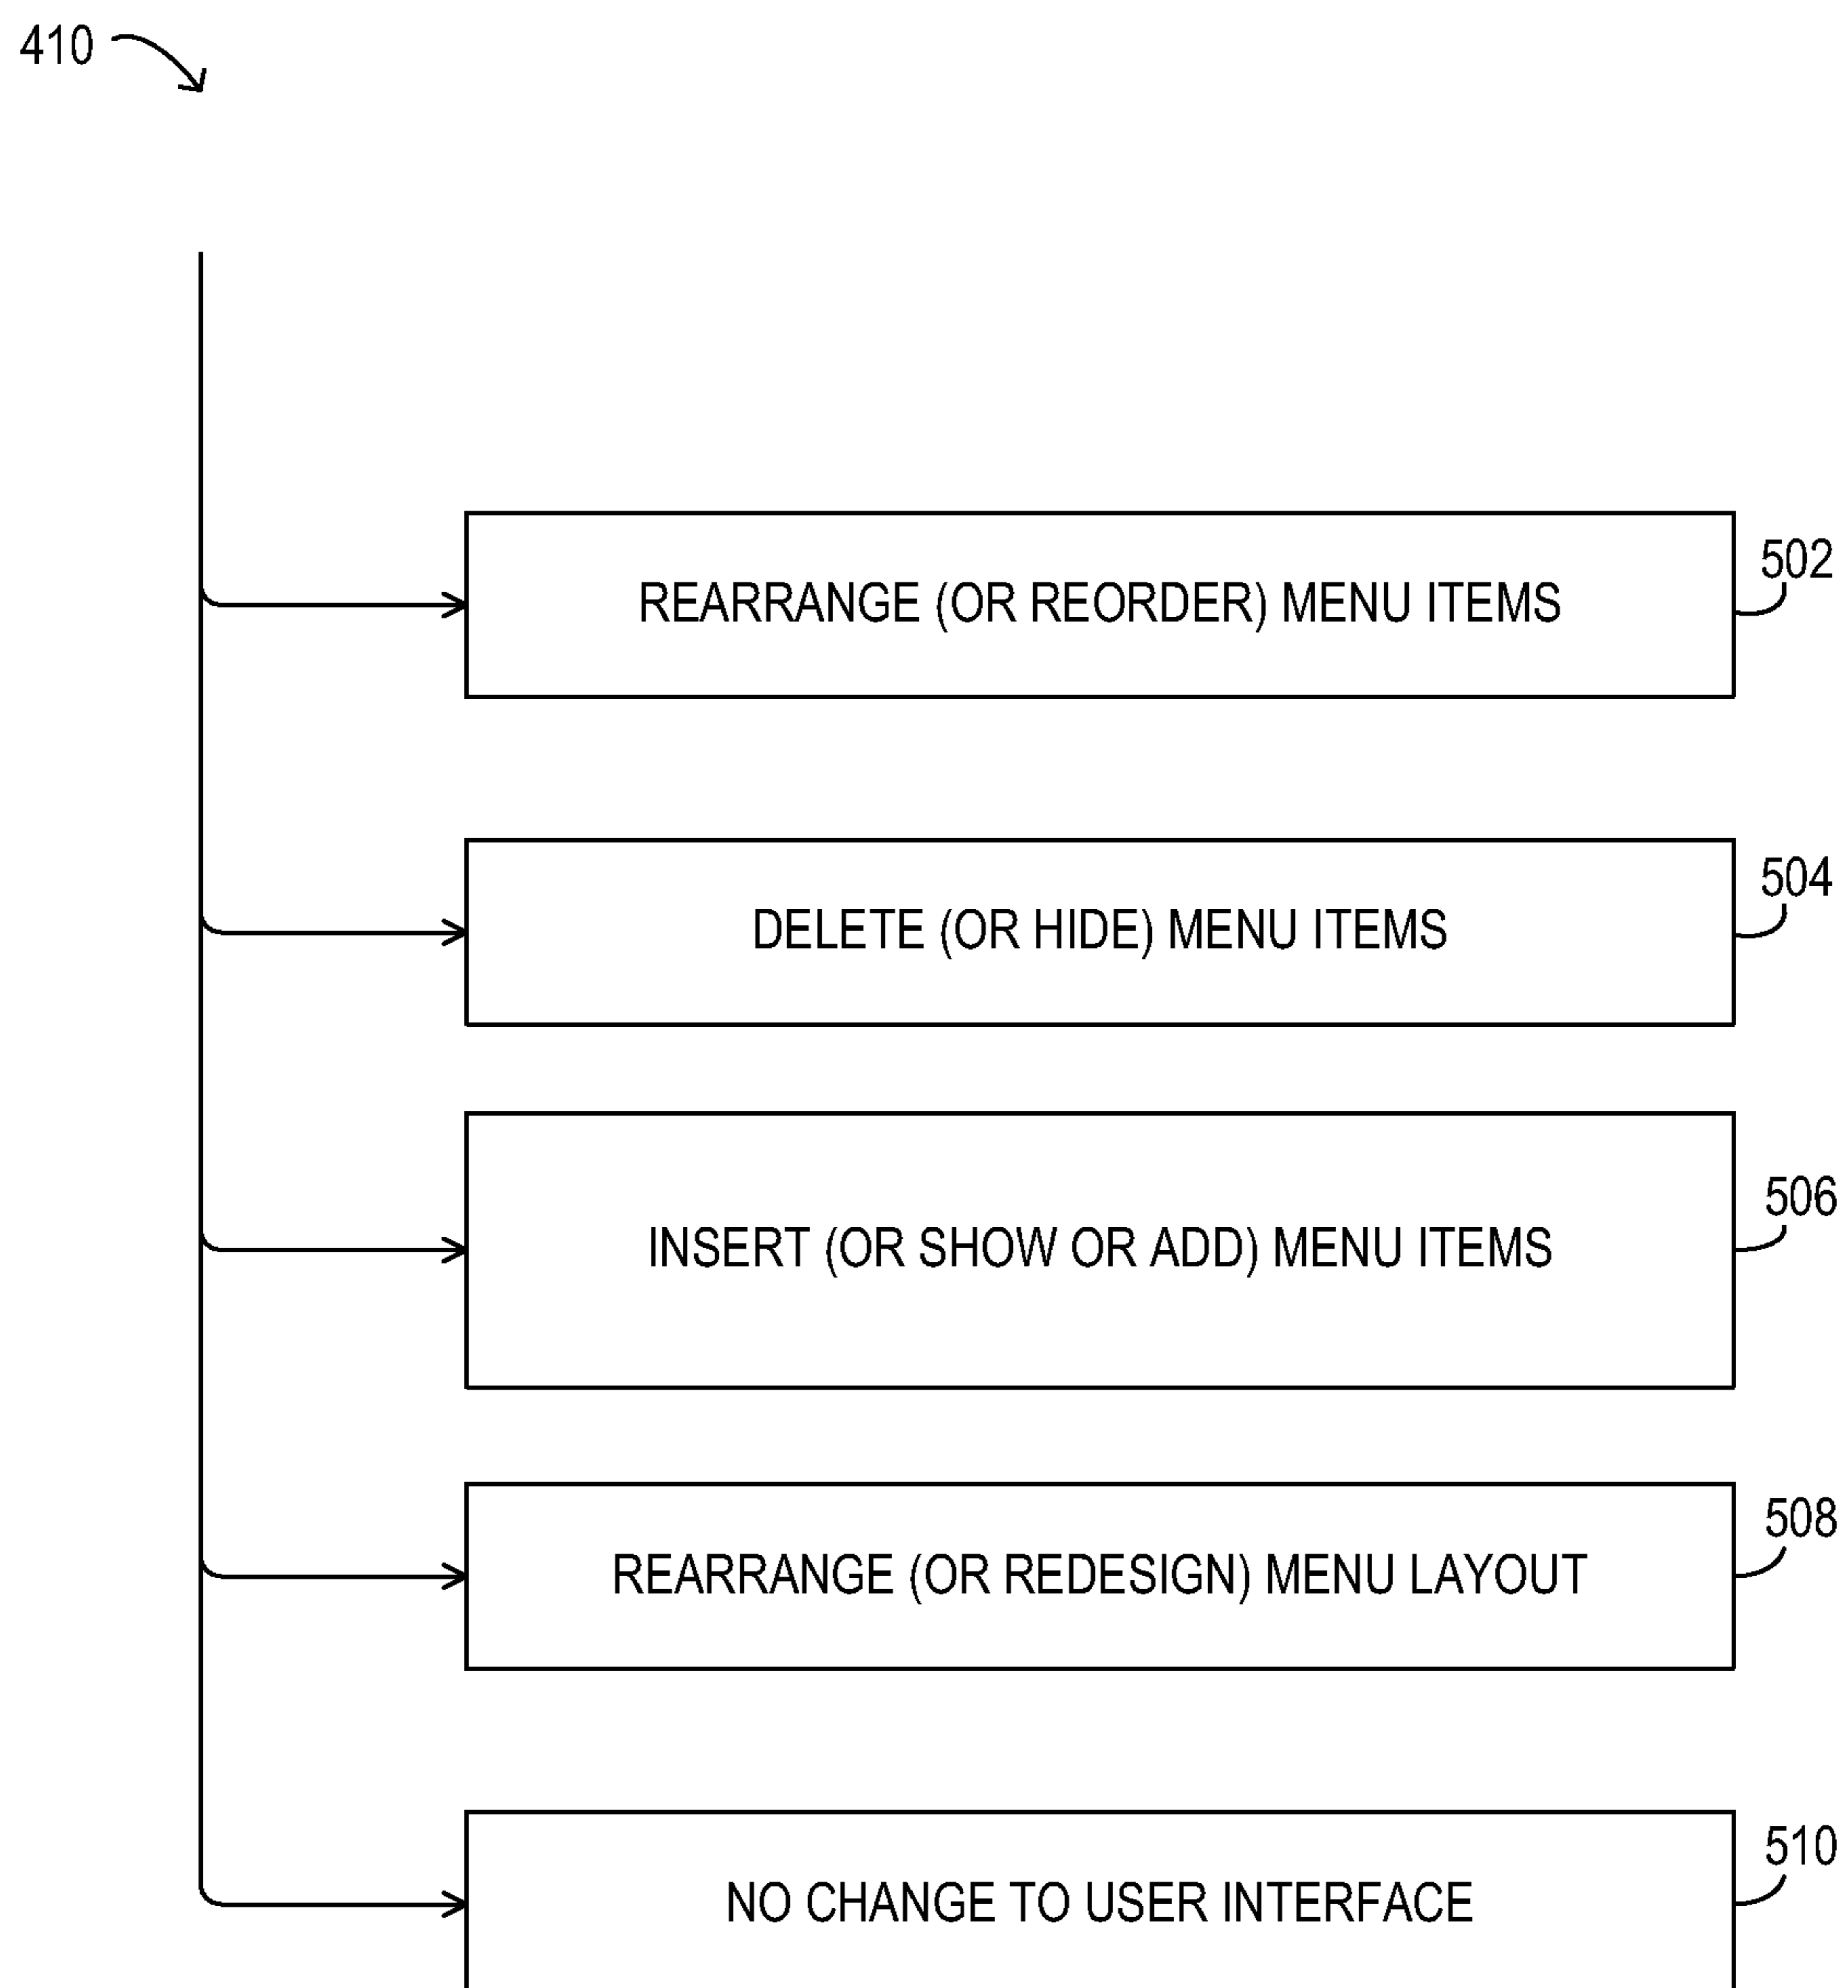 410
REARRANGE (OR REORDER) MENU ITEMS
502
DELETE (OR HIDE) MENU ITEMS
504
INSERT (OR SHOW OR ADD) MENU ITEMS
506
REARRANGE (OR REDESIGN) MENU LAYOUT
508
NO CHANGE TO USER INTERFACE
510